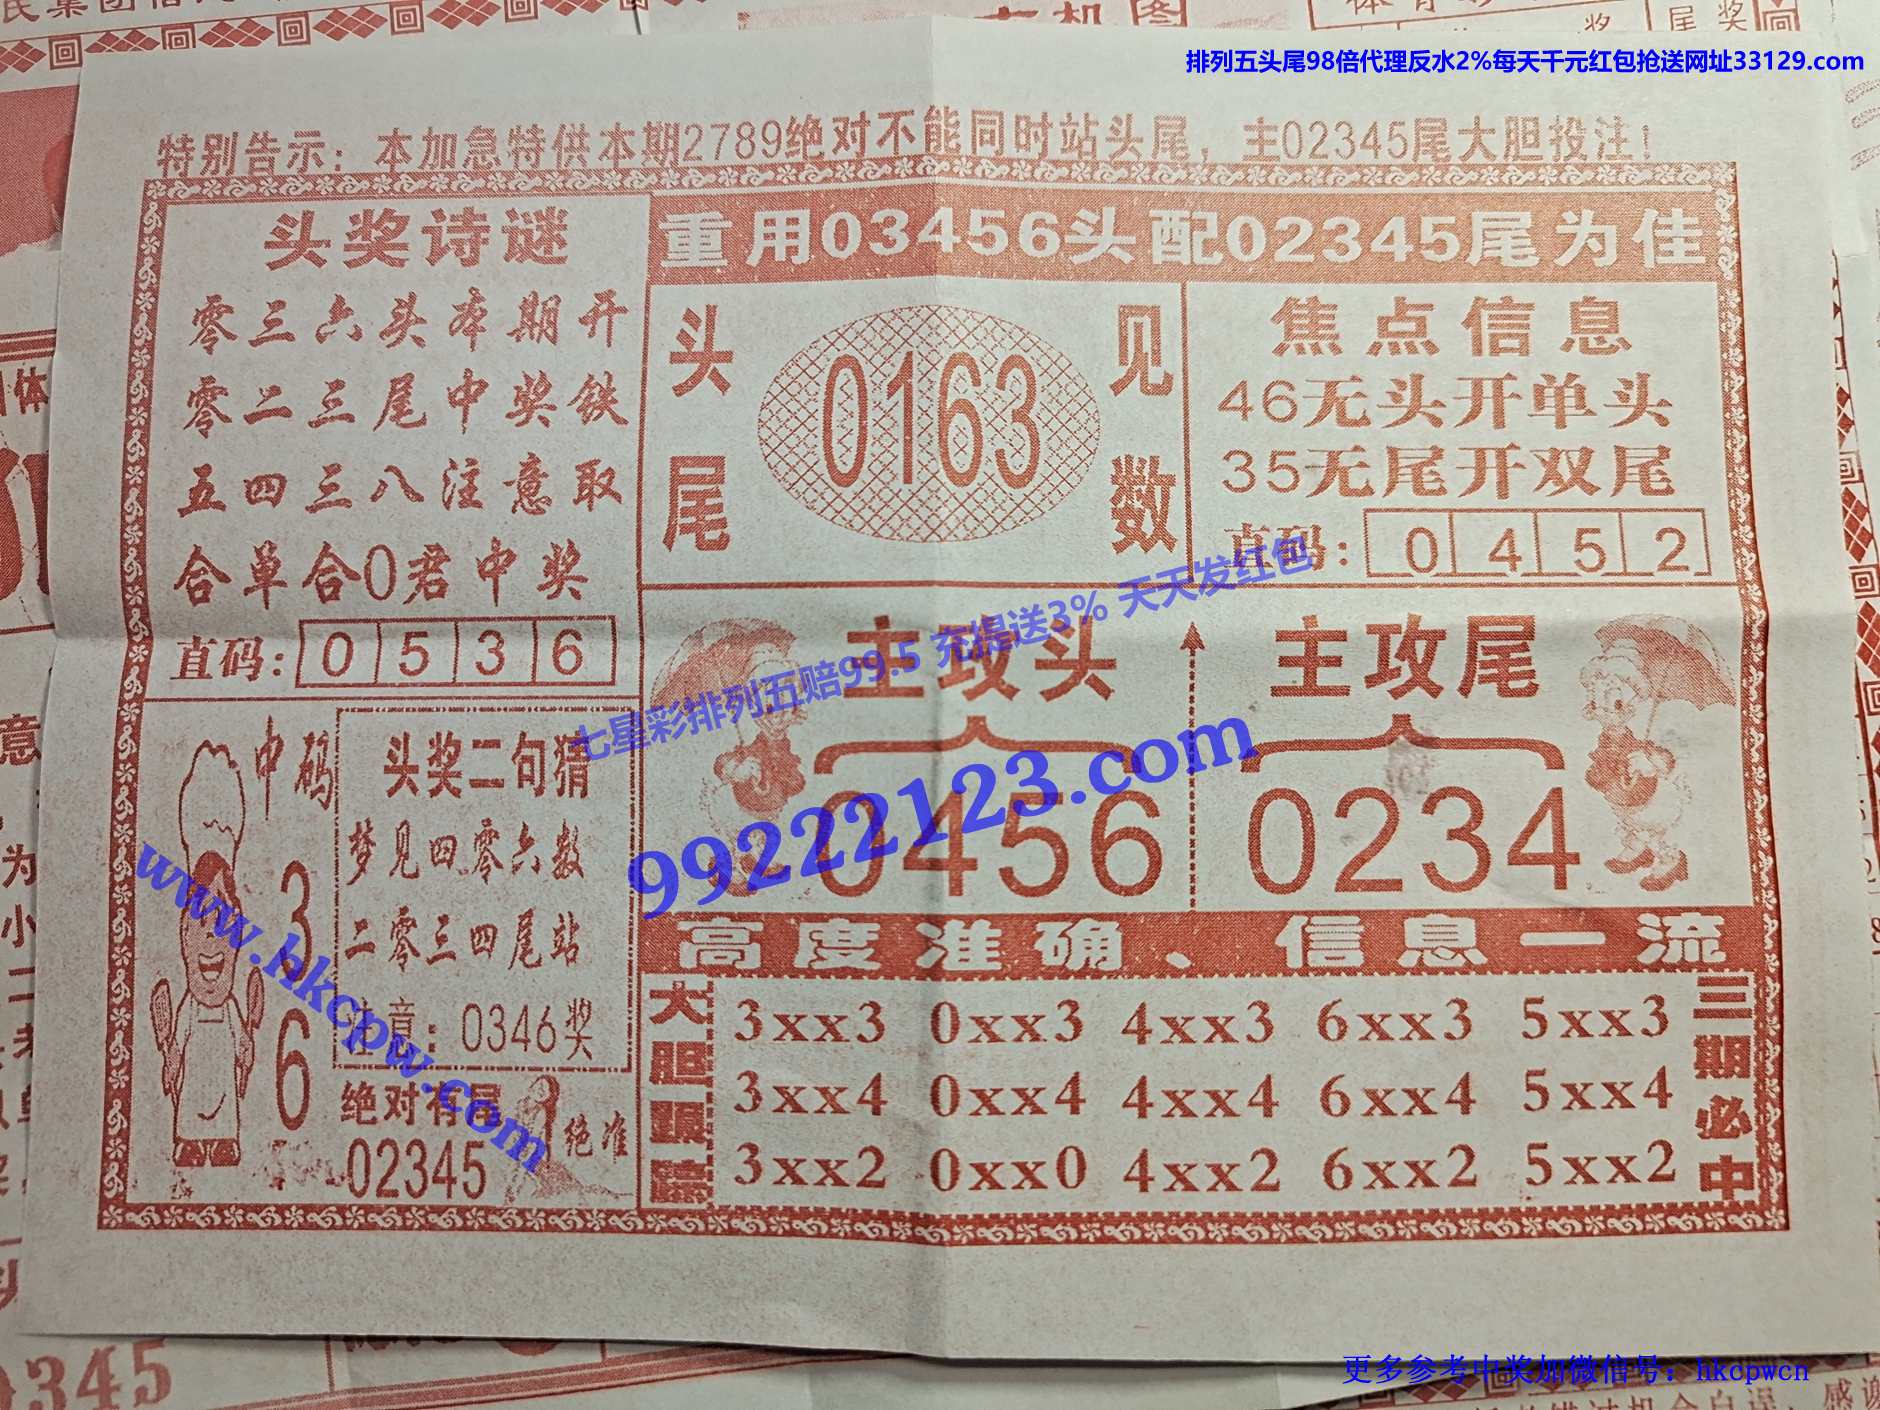 排列五头尾98倍代理反水2%每天千元红包抢送网址33129.com
特别告示：本加急特供本期2789绝对不能同时站头尾，主02345尾大胆投注！
头奖诗谜
零三六头本期开
零二三尾中奖铁
五四三八注意取
合单合0君中奖
直码：0536
重用03456头配02345尾为佳
头尾
0163
见数
焦点信息
46无头开单头
35无尾开双尾
直码：0452
七星彩排列五赔99.5 充提送3% 天天发红包
主攻头
0456
主攻尾
0234
99222123.com
中码
36
头奖二句猜
梦见四零六数
二零三四尾站
注意：0346奖
绝对有尾
02345
绝准
www.hkcpw.com
高度准确、信息一流
大胆跟赌
3xx3 0xx3 4xx3 6xx3 5xx3
3xx4 0xx4 4xx4 6xx4 5xx4
3xx2 0xx0 4xx2 6xx2 5xx2
三期必中
345
更多参考中奖加微信号：hkcpwcn